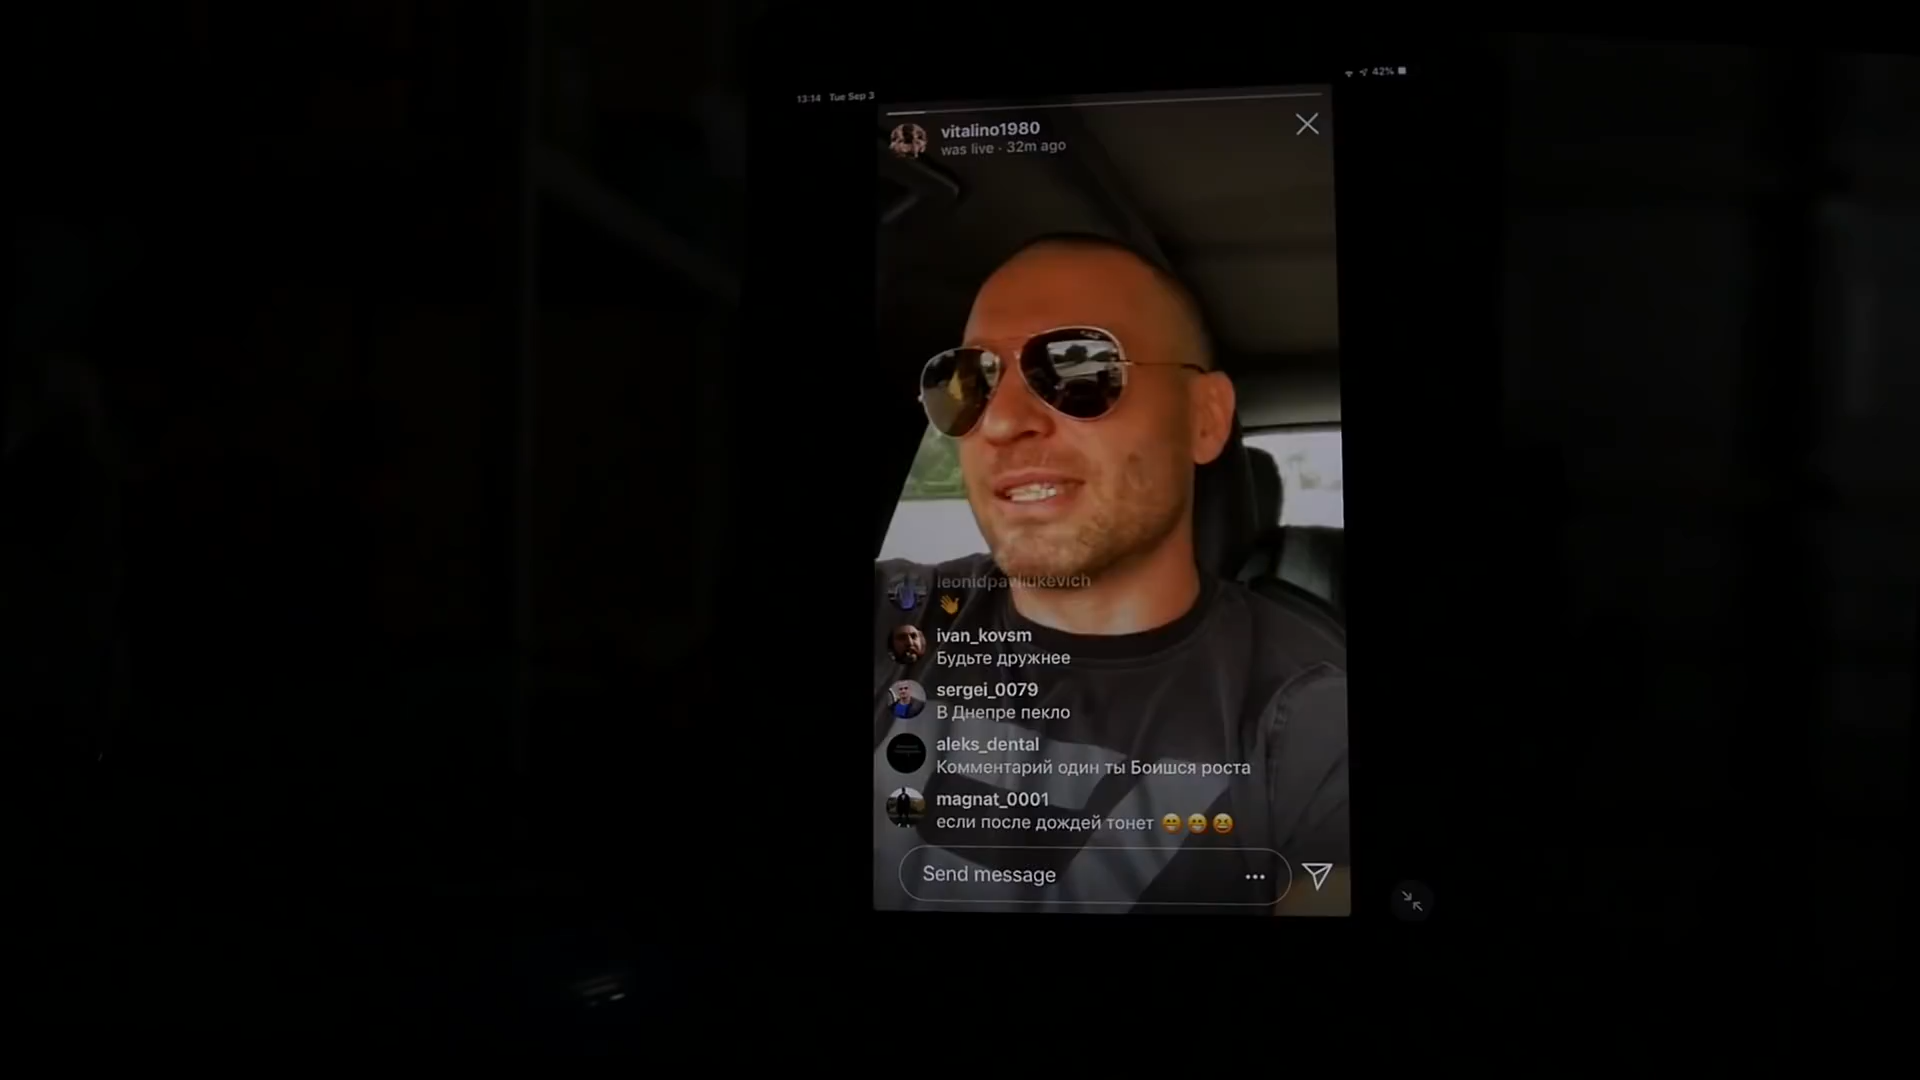 13:14 Tue Sep 3
42%
vitalino1980
was live · 32m ago
leonidpavliukevich
👋
ivan_kovsm
Будьте дружнее
sergei_0079
В Днепре пекло
aleks_dental
Комментарий один ты Боишся роста
magnat_0001
если после дождей тонет 😄😁😆
Send message